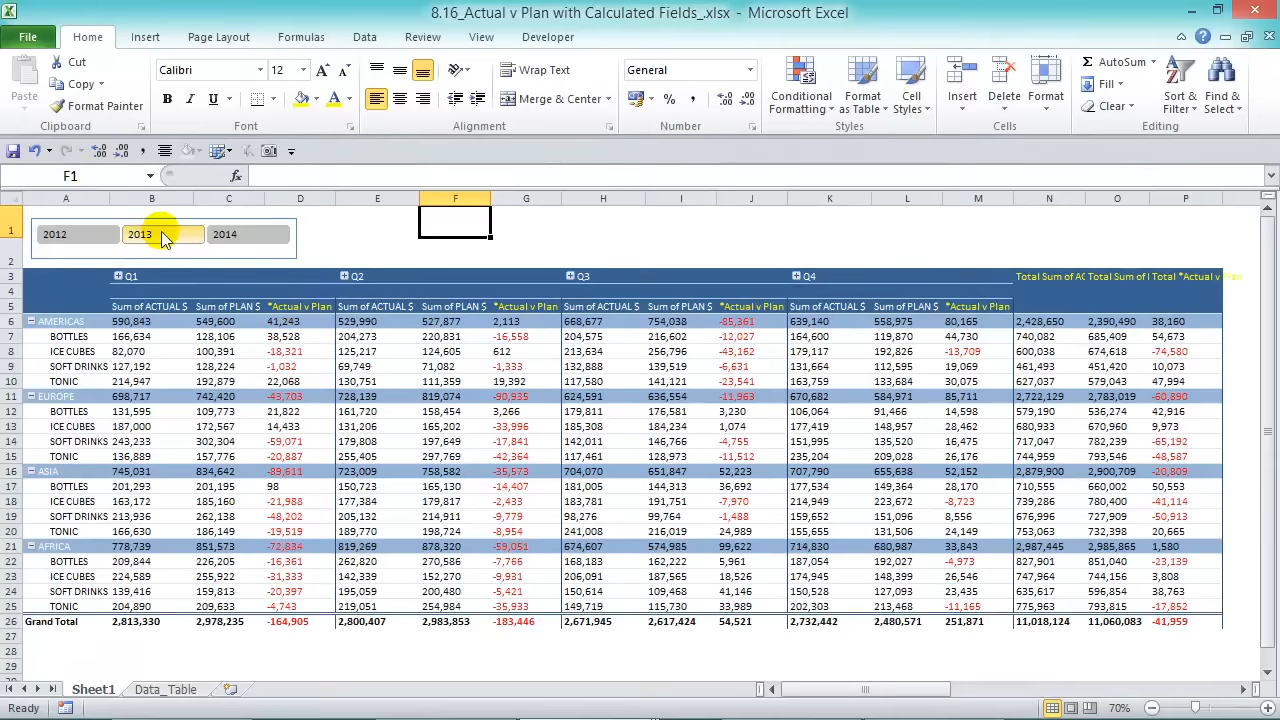 8.16_Actual v Plan with Calculated Fields_.xlsx - Microsoft Excel
File Home Insert Page Layout Formulas Data Review View Developer
Paste
Cut
Copy
Format Painter
Clipboard
Calibri 12
B I U
Font
Wrap Text
Merge & Center
Alignment
General
Number
Conditional Formatting
Format as Table
Cell Styles
Styles
Insert Delete Format
Cells
AutoSum
Fill
Clear
Sort & Filter
Find & Select
Editing
F1 fx
A B C D E F G H I J K L M N O P
1
2012 2013 2014
2
3 Q1 Q2 Q3 Q4 Total Sum of AC Total Sum of I Total *Actual v Plan
4
5 Sum of ACTUAL $ Sum of PLAN $ *Actual v Plan Sum of ACTUAL $ Sum of PLAN $ *Actual v Plan Sum of ACTUAL $ Sum of PLAN $ *Actual v Plan Sum of ACTUAL $ Sum of PLAN $ *Actual v Plan
6 AMERICAS 590,843 549,600 41,243 529,990 527,877 2,113 668,677 754,038 -85,361 639,140 558,975 80,165 2,428,650 2,390,490 38,160
7 BOTTLES 166,634 128,106 38,528 204,273 220,831 -16,558 204,575 216,602 -12,027 164,600 119,870 44,730 740,082 685,409 54,673
8 ICE CUBES 82,070 100,391 -18,321 125,217 124,605 612 213,634 256,796 -43,162 179,117 192,826 -13,709 600,038 674,618 -74,580
9 SOFT DRINKS 127,192 128,224 -1,032 69,749 71,082 -1,333 132,888 139,519 -6,631 131,664 112,595 19,069 461,493 451,420 10,073
10 TONIC 214,947 192,879 22,068 130,751 111,359 19,392 117,580 141,121 -23,541 163,759 133,684 30,075 627,037 579,043 47,994
11 EUROPE 698,717 742,420 -43,703 728,139 819,074 -90,935 624,591 636,554 -11,963 670,682 584,971 85,711 2,722,129 2,783,019 -60,890
12 BOTTLES 131,595 109,773 21,822 161,720 158,454 3,266 179,811 176,581 3,230 106,064 91,466 14,598 579,190 536,274 42,916
13 ICE CUBES 187,000 172,567 14,433 131,206 165,202 -33,996 185,308 184,234 1,074 177,419 148,957 28,462 680,933 670,960 9,973
14 SOFT DRINKS 243,233 302,304 -59,071 179,808 197,649 -17,841 142,011 146,766 -4,755 151,995 135,520 16,475 717,047 782,239 -65,192
15 TONIC 136,889 157,776 -20,887 255,405 297,769 -42,364 117,461 128,973 -11,512 235,204 209,028 26,176 744,959 793,546 -48,587
16 ASIA 745,031 834,642 -89,611 723,009 758,582 -35,573 704,070 651,847 52,223 707,790 655,638 52,152 2,879,900 2,900,709 -20,809
17 BOTTLES 201,293 201,195 98 150,723 165,130 -14,407 181,005 144,313 36,692 177,534 149,364 28,170 710,555 660,002 50,553
18 ICE CUBES 163,172 185,160 -21,988 177,384 179,817 -2,433 183,781 191,751 -7,970 214,949 223,672 -8,723 739,286 780,400 -41,114
19 SOFT DRINKS 213,936 262,138 -48,202 205,132 214,911 -9,779 98,276 99,764 -1,488 159,652 151,096 8,556 676,996 727,909 -50,913
20 TONIC 166,630 186,149 -19,519 189,770 198,724 -8,954 241,008 216,019 24,989 155,655 131,506 24,149 753,063 732,398 20,665
21 AFRICA 778,739 851,573 -72,834 819,269 878,320 -59,051 674,607 574,985 99,622 714,830 680,987 33,843 2,987,445 2,985,865 1,580
22 BOTTLES 209,844 226,205 -16,361 262,820 270,586 -7,766 168,183 162,222 5,961 187,054 192,027 -4,973 827,901 851,040 -23,139
23 ICE CUBES 224,589 255,922 -31,333 142,339 152,270 -9,931 206,091 187,565 18,526 174,945 148,399 26,546 747,964 744,156 3,808
24 SOFT DRINKS 139,416 159,813 -20,397 195,059 200,480 -5,421 150,614 109,468 41,146 150,528 127,093 23,435 635,617 596,854 38,763
25 TONIC 204,890 209,633 -4,743 219,051 254,984 -35,933 149,719 115,730 33,989 202,303 213,468 -11,165 775,963 793,815 -17,852
26 Grand Total 2,813,330 2,978,235 -164,905 2,800,407 2,983,853 -183,446 2,671,945 2,617,424 54,521 2,732,442 2,480,571 251,871 11,018,124 11,060,083 -41,959
27
28
29
30
Sheet1 Data_Table
Ready 70%